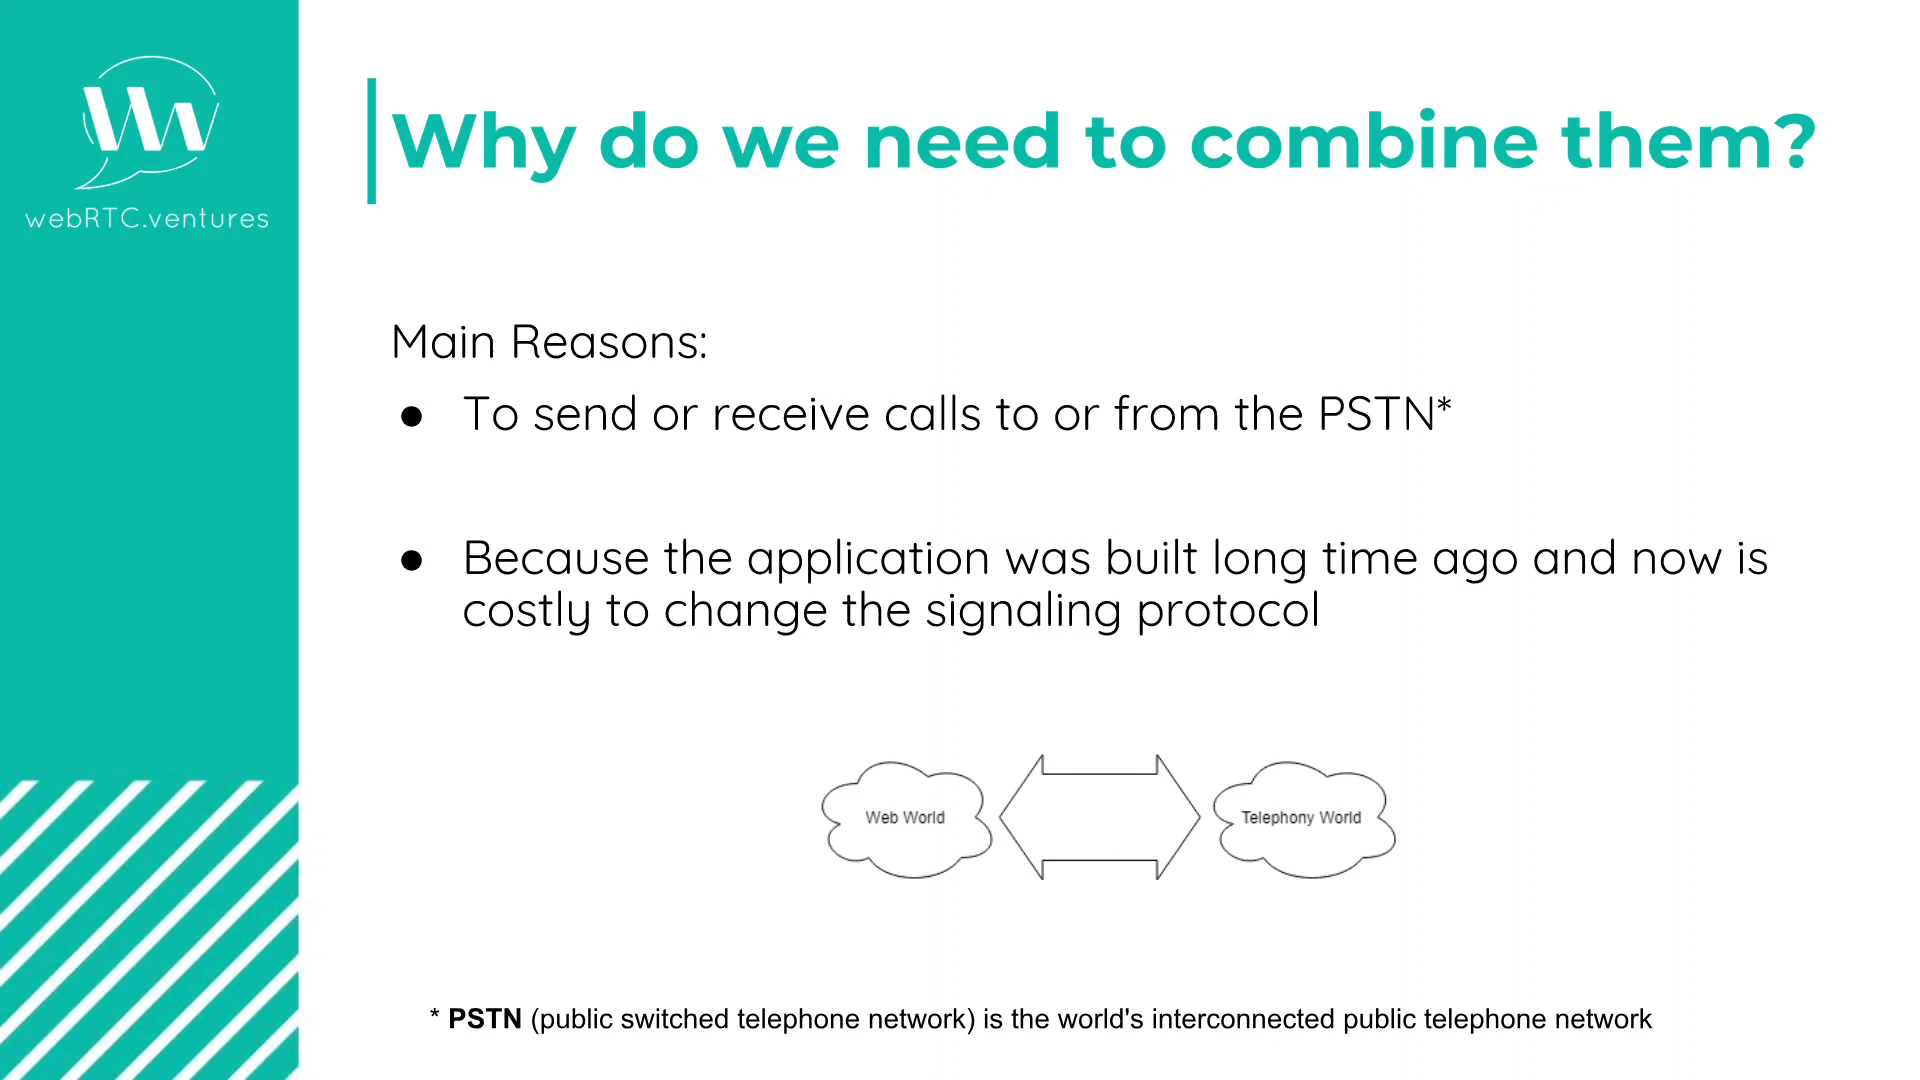 webRTC.ventures
Why do we need to combine them?
Main Reasons:
● To send or receive calls to or from the PSTN*
● Because the application was built long time ago and now is
costly to change the signaling protocol
Web World
Telephony World
* PSTN (public switched telephone network) is the world's interconnected public telephone network